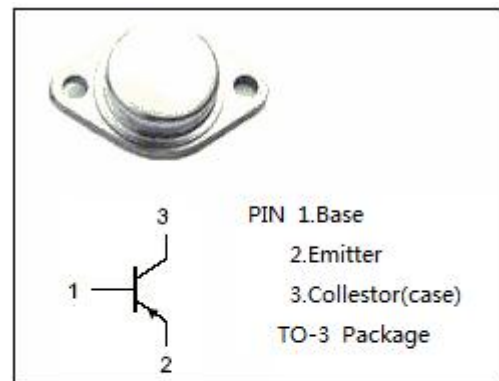 3
1
2
PIN 1.Base
2.Emitter
3.Collestor(case)
TO-3 Package